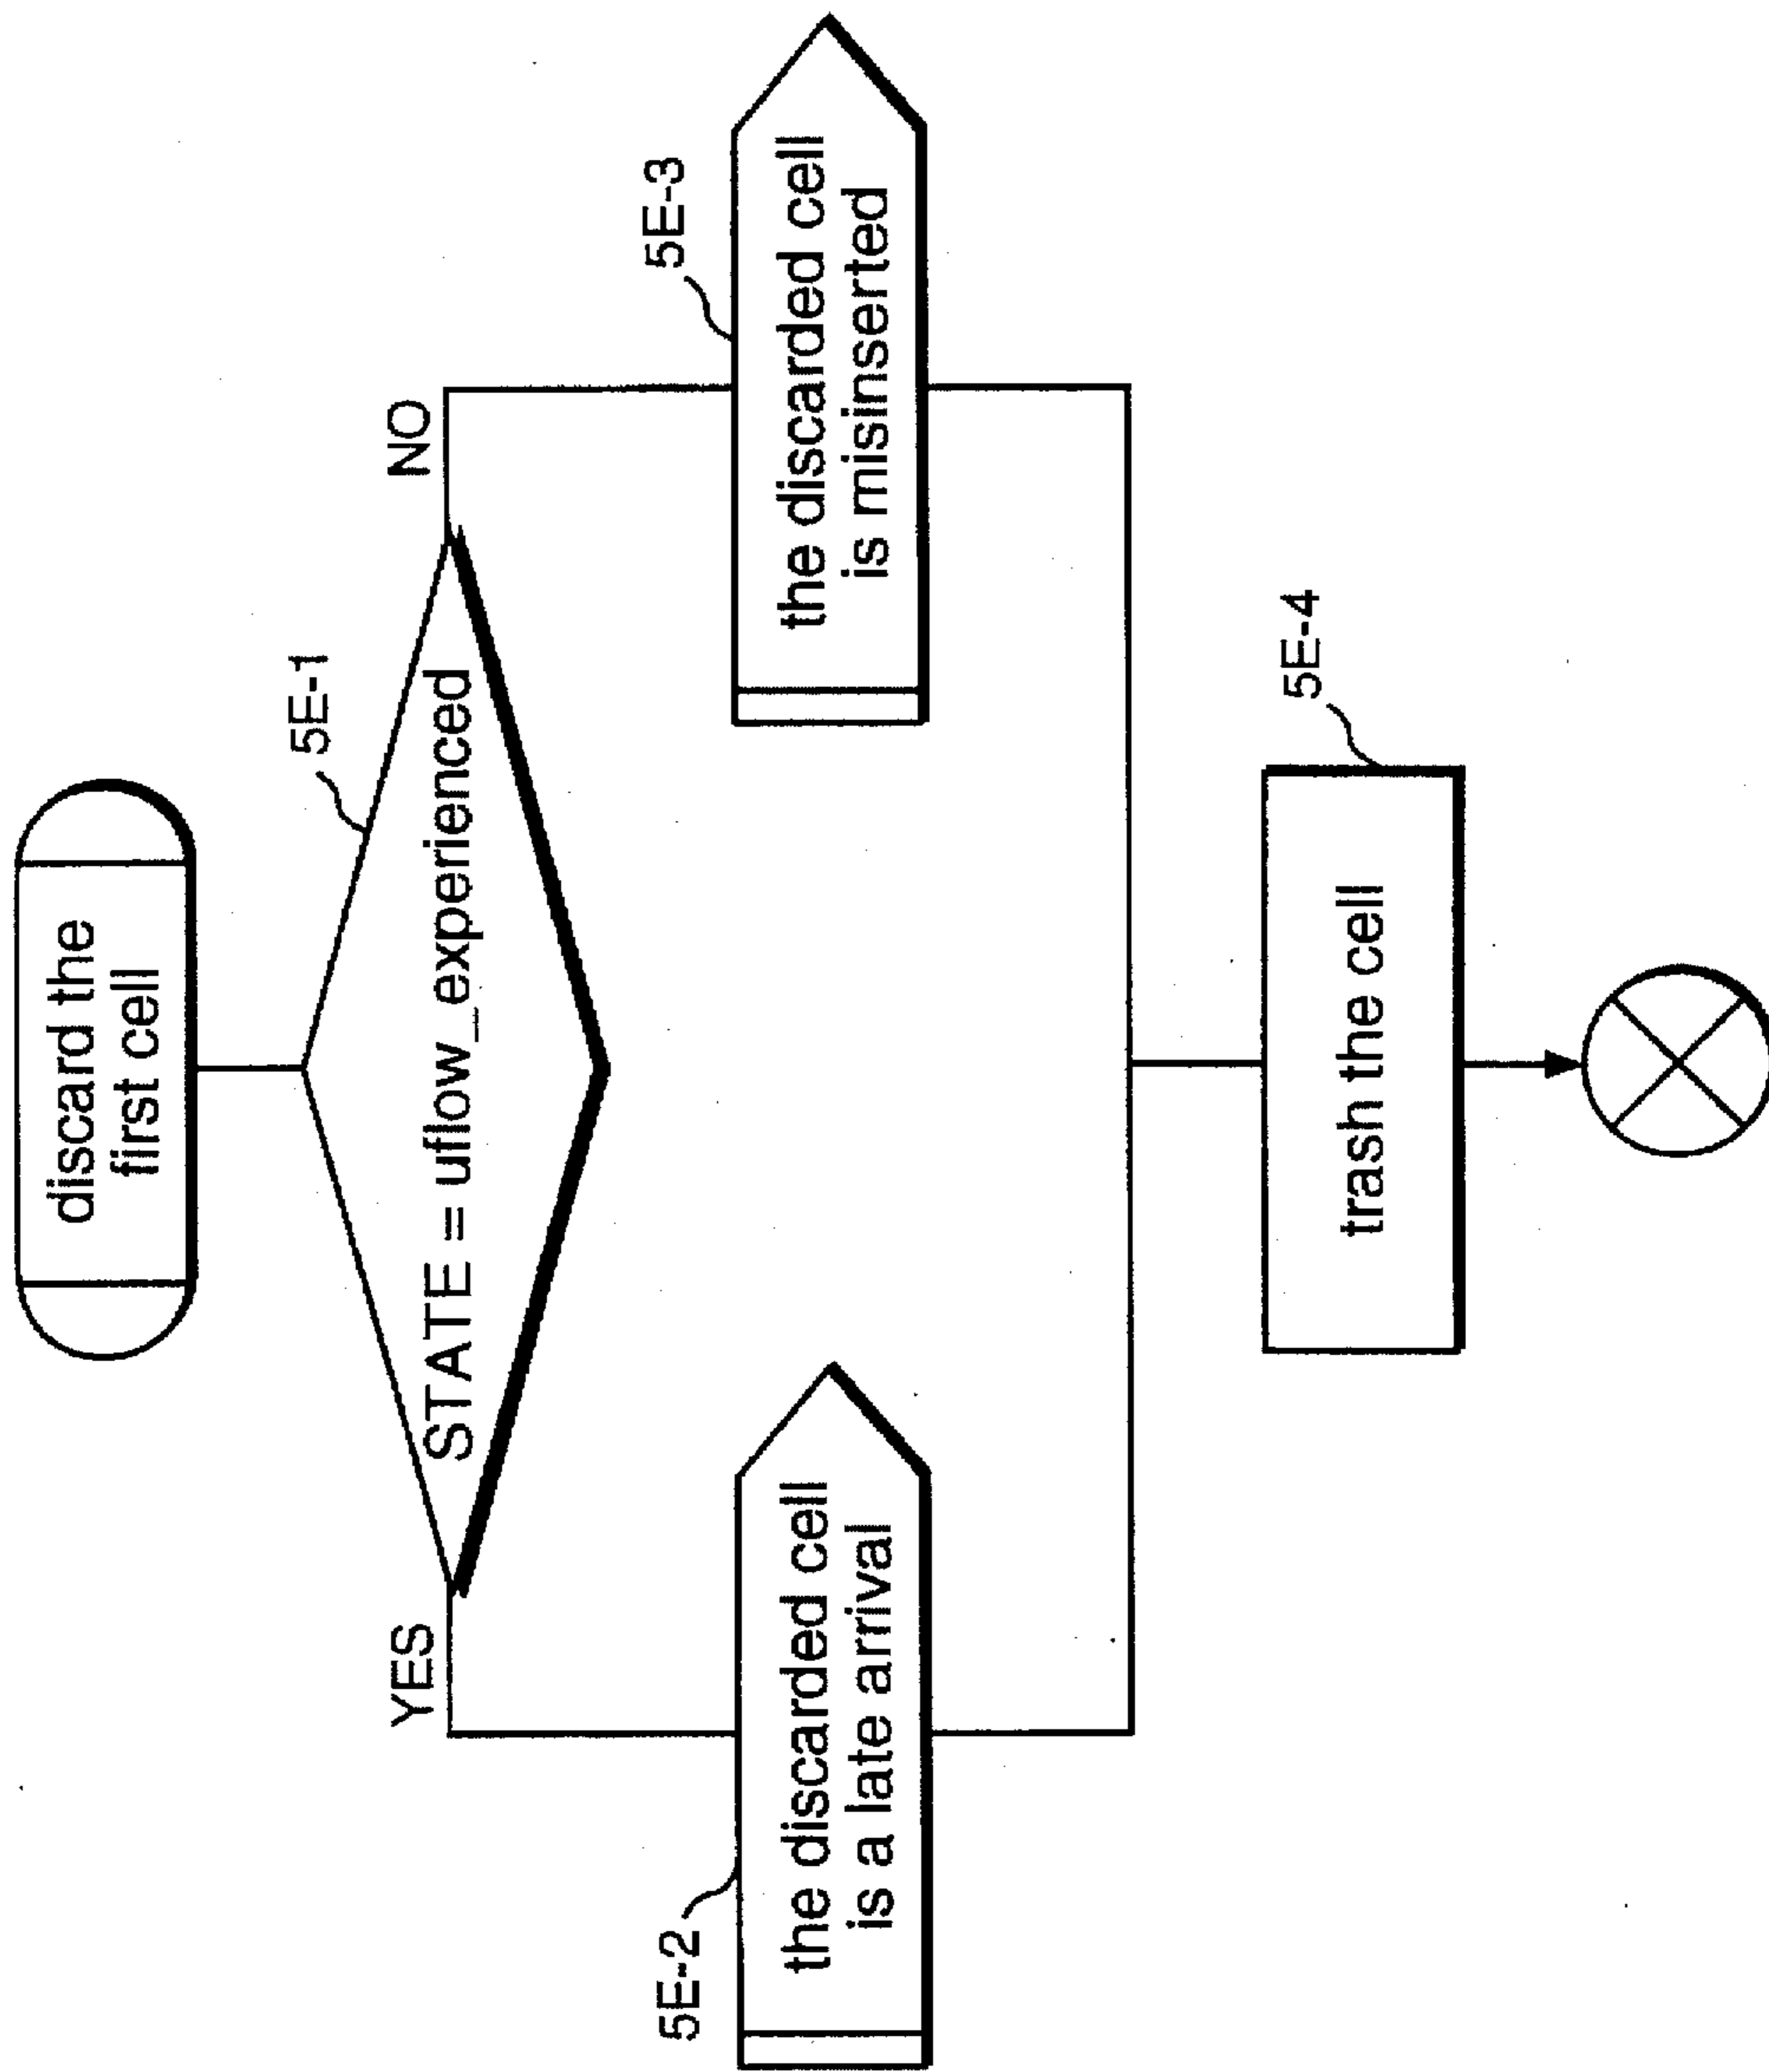 discard the
first cell
5E-1
STATE = uflow_experienced
YES
NO
5E-2
the discarded cell
is a late arrival
5E-3
the discarded cell
is misinserted
5E-4
trash the cell